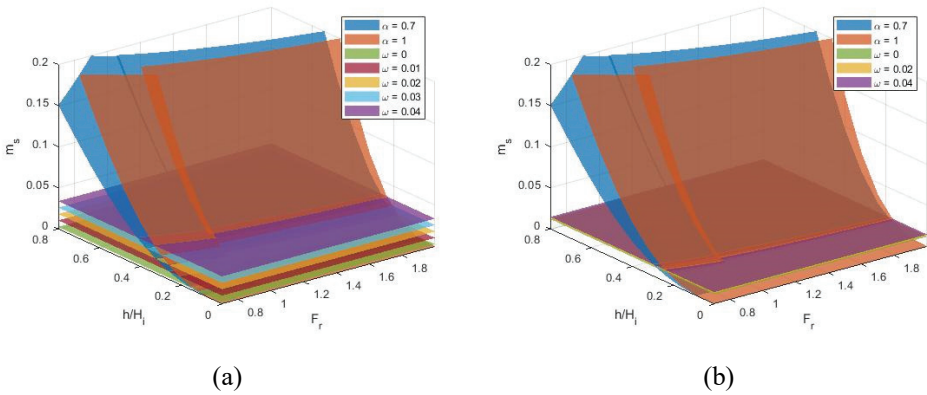 α = 0.7
α = 1
ω = 0
ω = 0.01
ω = 0.02
ω = 0.03
ω = 0.04
0.2
0.15
0.1
0.05
0
m_s
0.8
0.6
0.4
0.2
0
h/H_i
0.8
1
1.2
1.4
1.6
1.8
F_r
(a)
α = 0.7
α = 1
ω = 0
ω = 0.02
ω = 0.04
0.2
0.15
0.1
0.05
0
m_s
0.8
0.6
0.4
0.2
0
h/H_i
0.8
1
1.2
1.4
1.6
1.8
F_r
(b)